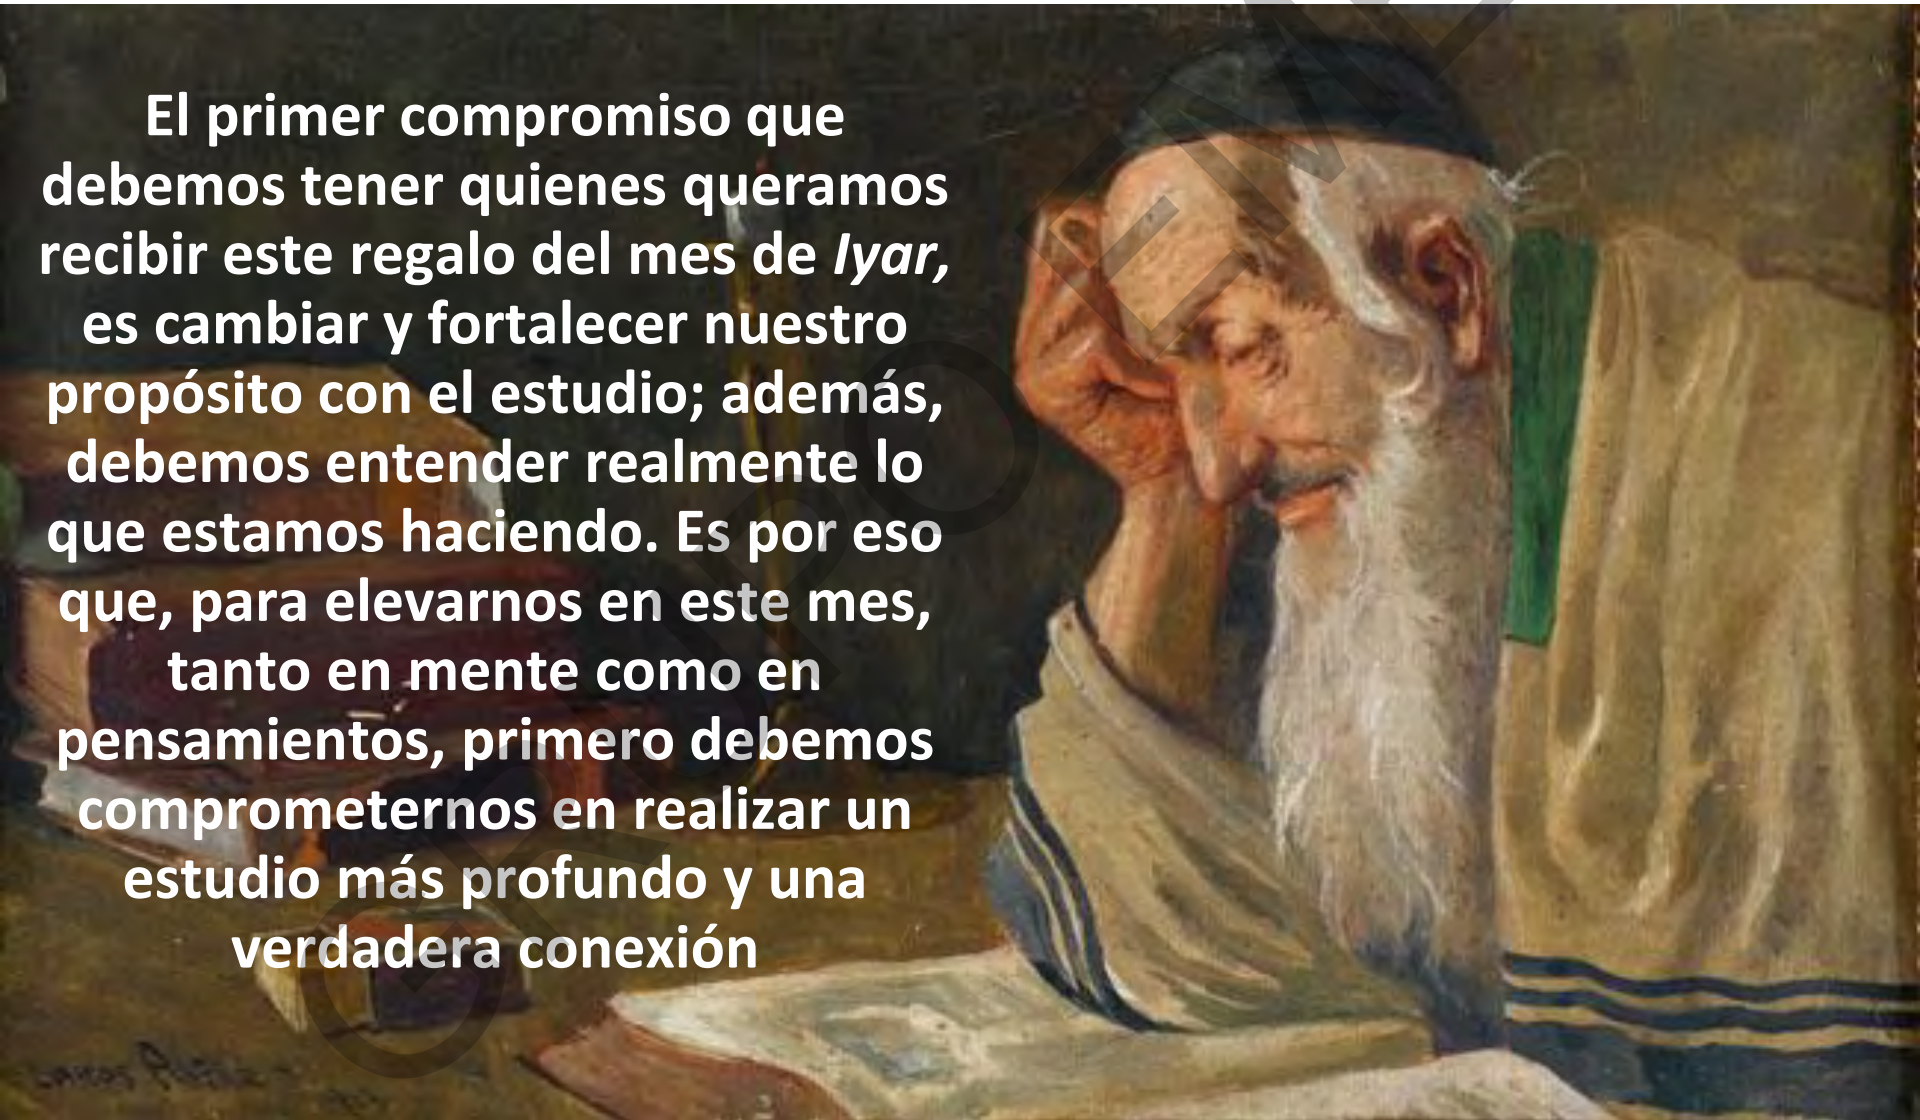 El primer compromiso que
debemos tener quienes queramos
recibir este regalo del mes de Iyar,
es cambiar y fortalecer nuestro
propósito con el estudio; además,
debemos entender realmente lo
que estamos haciendo. Es por eso
que, para elevarnos en este mes,
tanto en mente como en
pensamientos, primero debemos
comprometernos en realizar un
estudio más profundo y una
verdadera conexión
GRUPO EME